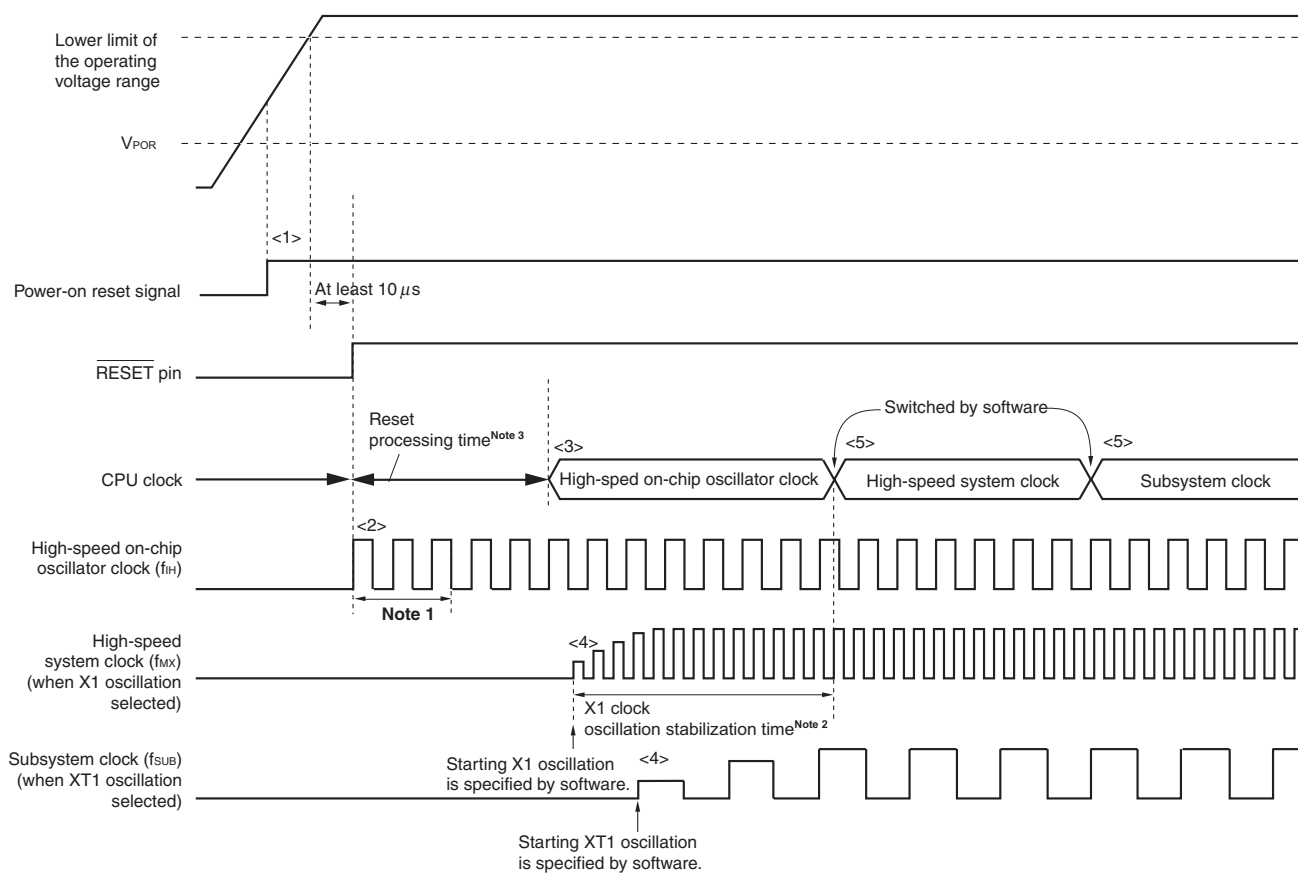 Lower limit of
the operating
voltage range
VPOR
<1>
Power-on reset signal
At least 10 μs
RESET pin
Reset
processing time Note 3
Switched by software
<3>
<5>
<5>
CPU clock
High-sped on-chip oscillator clock
High-speed system clock
Subsystem clock
<2>
High-speed on-chip
oscillator clock (fIH)
Note 1
High-speed
system clock (fMX)
(when X1 oscillation
selected)
<4>
X1 clock
oscillation stabilization time Note 2
Subsystem clock (fSUB)
(when XT1 oscillation
selected)
<4>
Starting X1 oscillation
is specified by software.
Starting XT1 oscillation
is specified by software.